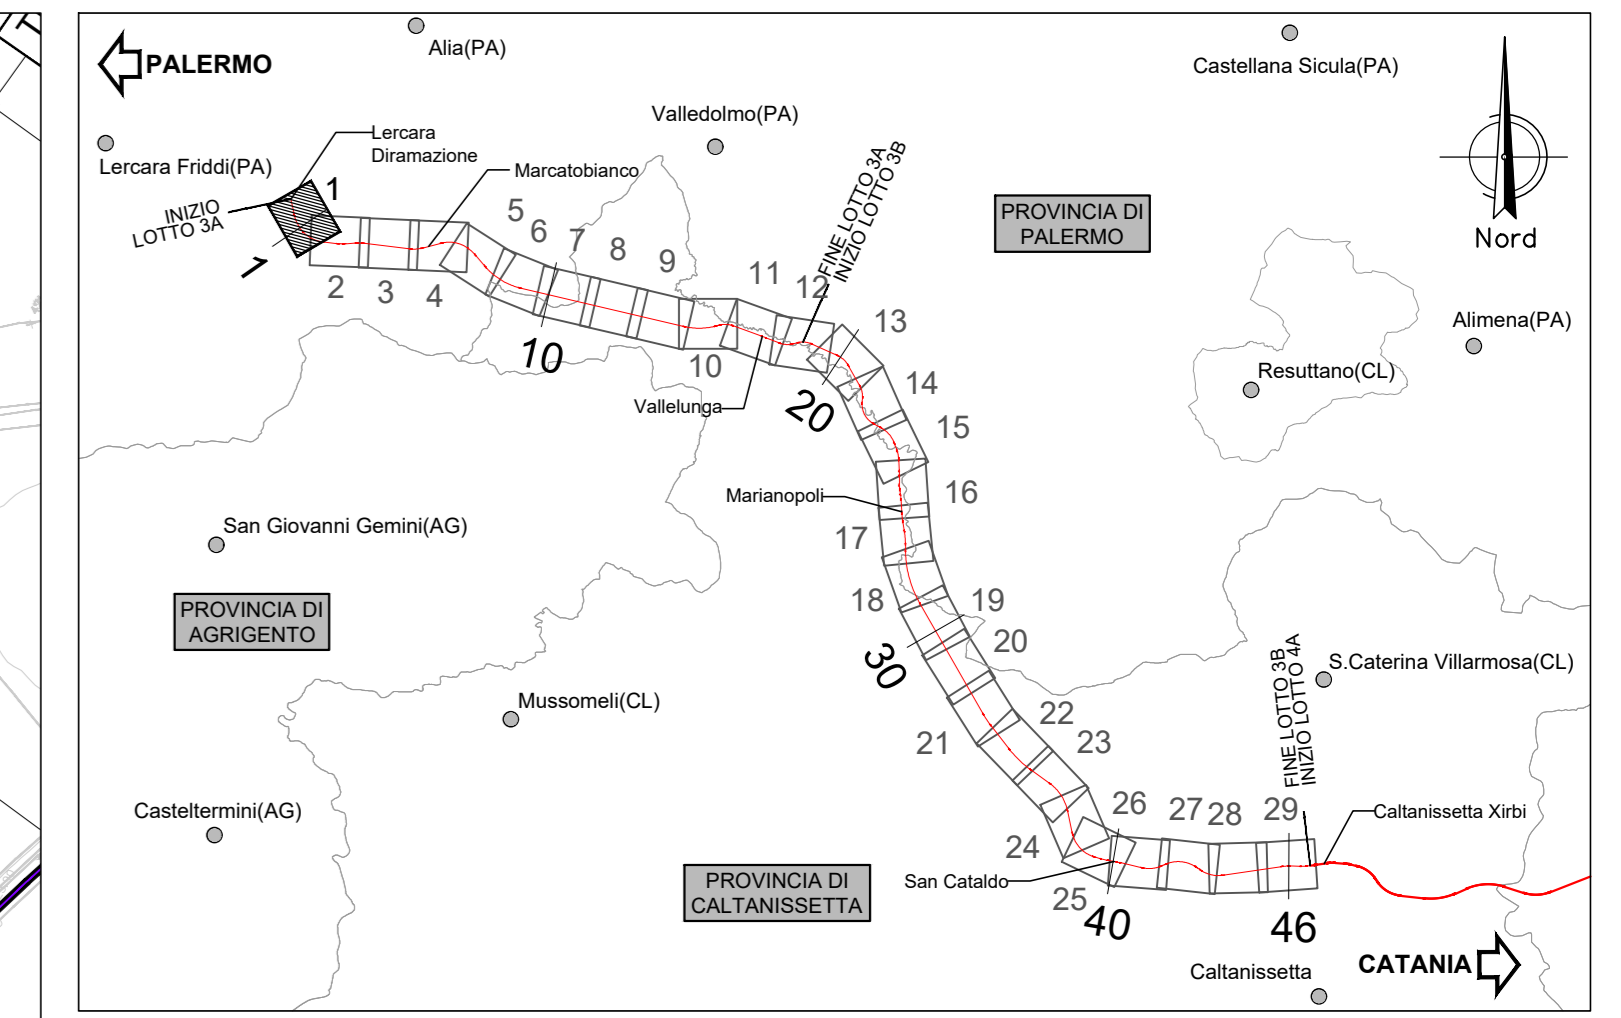 PALERMO
Alia(PA)
Castellana Sicula(PA)
Valledolmo(PA)
Lercara Friddi(PA)
Lercara
Diramazione
Marcatobianco
INIZIO
LOTTO 3A
1
1
2
3
4
5
6
7
8
9
10
10
11
12
FINE LOTTO 3A
INIZIO LOTTO 3B
PROVINCIA DI
PALERMO
Nord
13
Alimena(PA)
Resuttano(CL)
14
15
Vallelunga
20
Marianopoli
16
17
San Giovanni Gemini(AG)
PROVINCIA DI
AGRIGENTO
18
19
20
30
S.Caterina Villarmosa(CL)
Mussomeli(CL)
21
22
23
FINE LOTTO 3B
INIZIO LOTTO 4A
Casteltermini(AG)
24
25
26
27
28
29
Caltanissetta Xirbi
San Cataldo
PROVINCIA DI
CALTANISSETTA
40
46
CATANIA
Caltanissetta